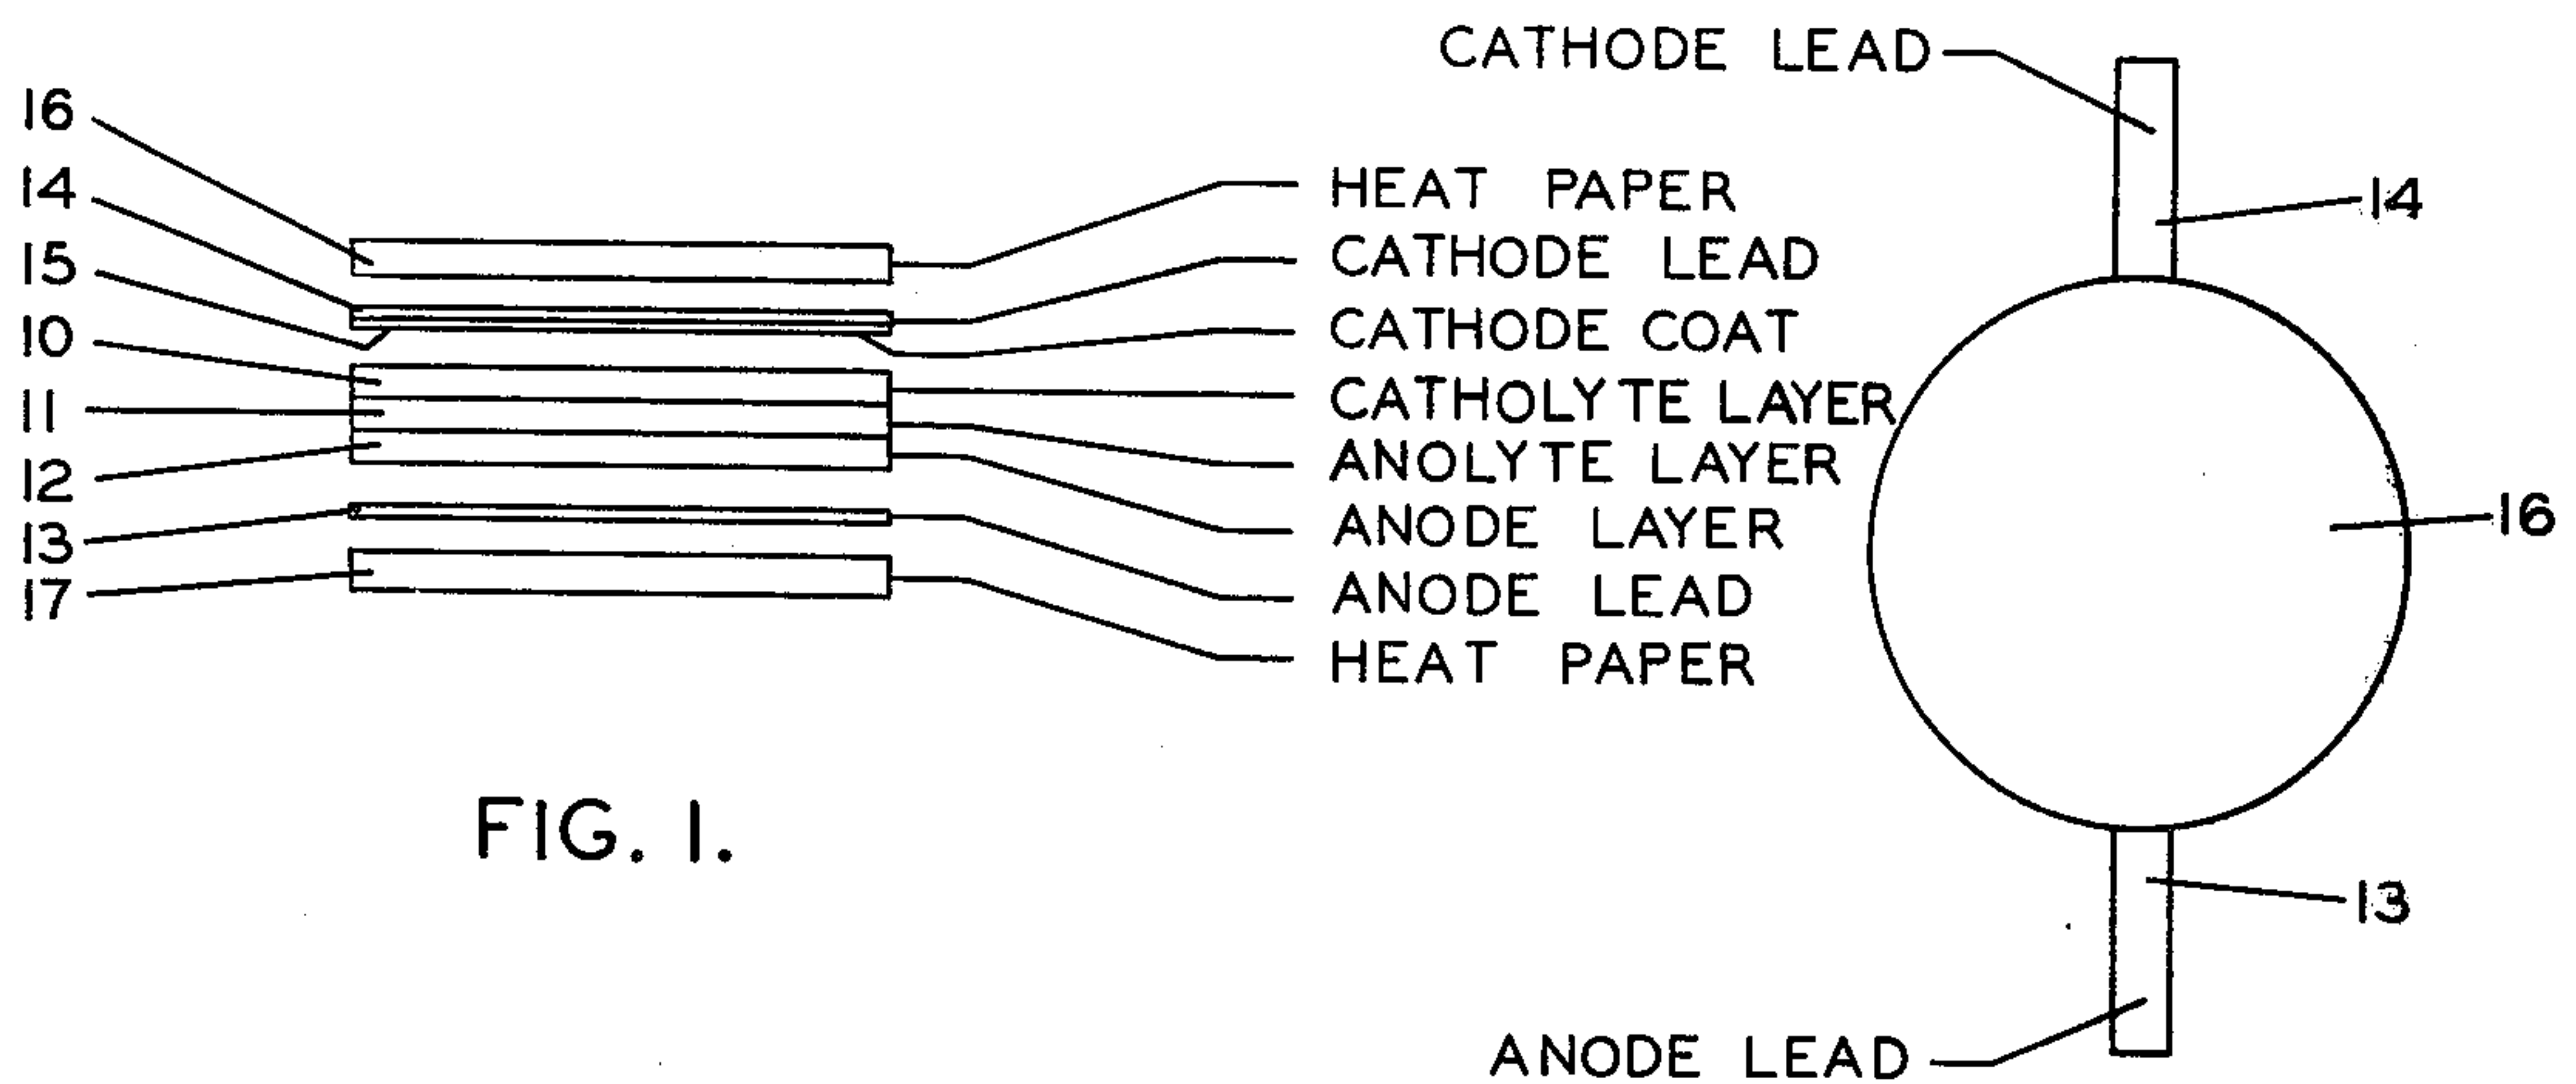 16
14
15
10
11
12
13
17
HEAT PAPER
CATHODE LEAD
CATHODE COAT
CATHOLYTE LAYER
ANOLYTE LAYER
ANODE LAYER
ANODE LEAD
HEAT PAPER
FIG. 1.
CATHODE LEAD
14
16
13
ANODE LEAD